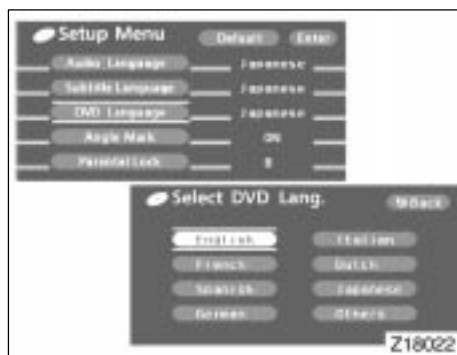 Setup Menu Default Enter
Audio Language Japanese
Subtitle Language Japanese
DVD Language Japanese
Angle Mark ON
Parental Lock 8
Select DVD Lang. Back
English Italian
French Dutch
Spanish Japanese
German Others
Z18022